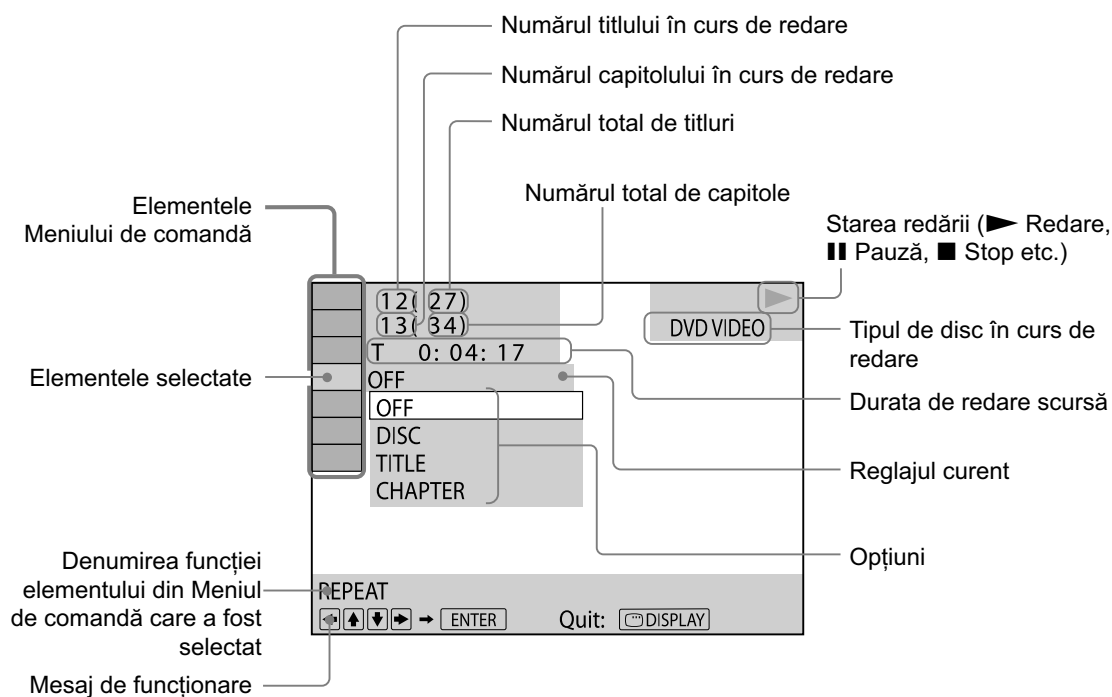 Numărul titlului în curs de redare
Numărul capitolului în curs de redare
Numărul total de titluri
Numărul total de capitole
Elementele
Meniului de comandă
Starea redării (▶ Redare,
⏸ Pauză, ■ Stop etc.)
12(27)
13(34)
DVD VIDEO
Tipul de disc în curs de
redare
T 0: 04: 17
Elementele selectate
OFF
Durata de redare scursă
OFF
DISC
TITLE
CHAPTER
Reglajul curent
Opțiuni
Denumirea funcției
elementului din Meniul
de comandă care a fost
selectat
REPEAT
←↑↓→ → ENTER Quit: DISPLAY
Mesaj de funcționare